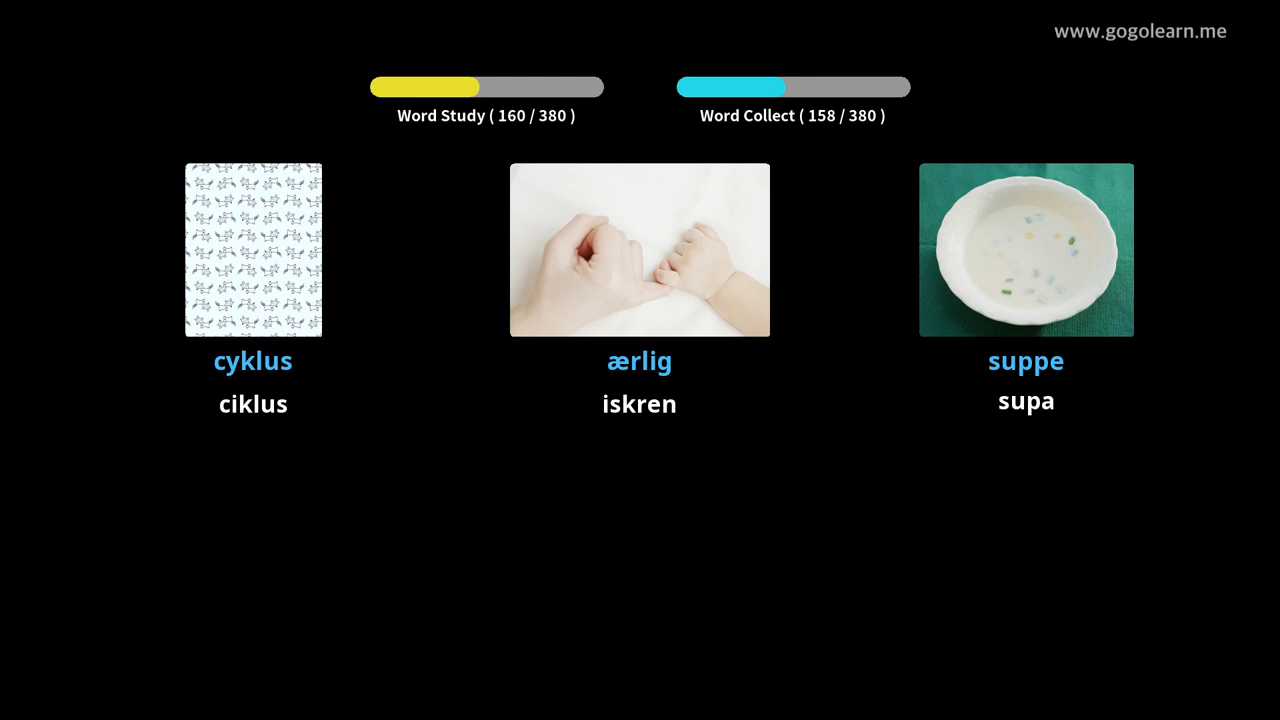 www.gogolearn.me
Word Study ( 160 / 380 )
Word Collect ( 158 / 380 )
cyklus
ciklus
ærlig
iskren
suppe
supa